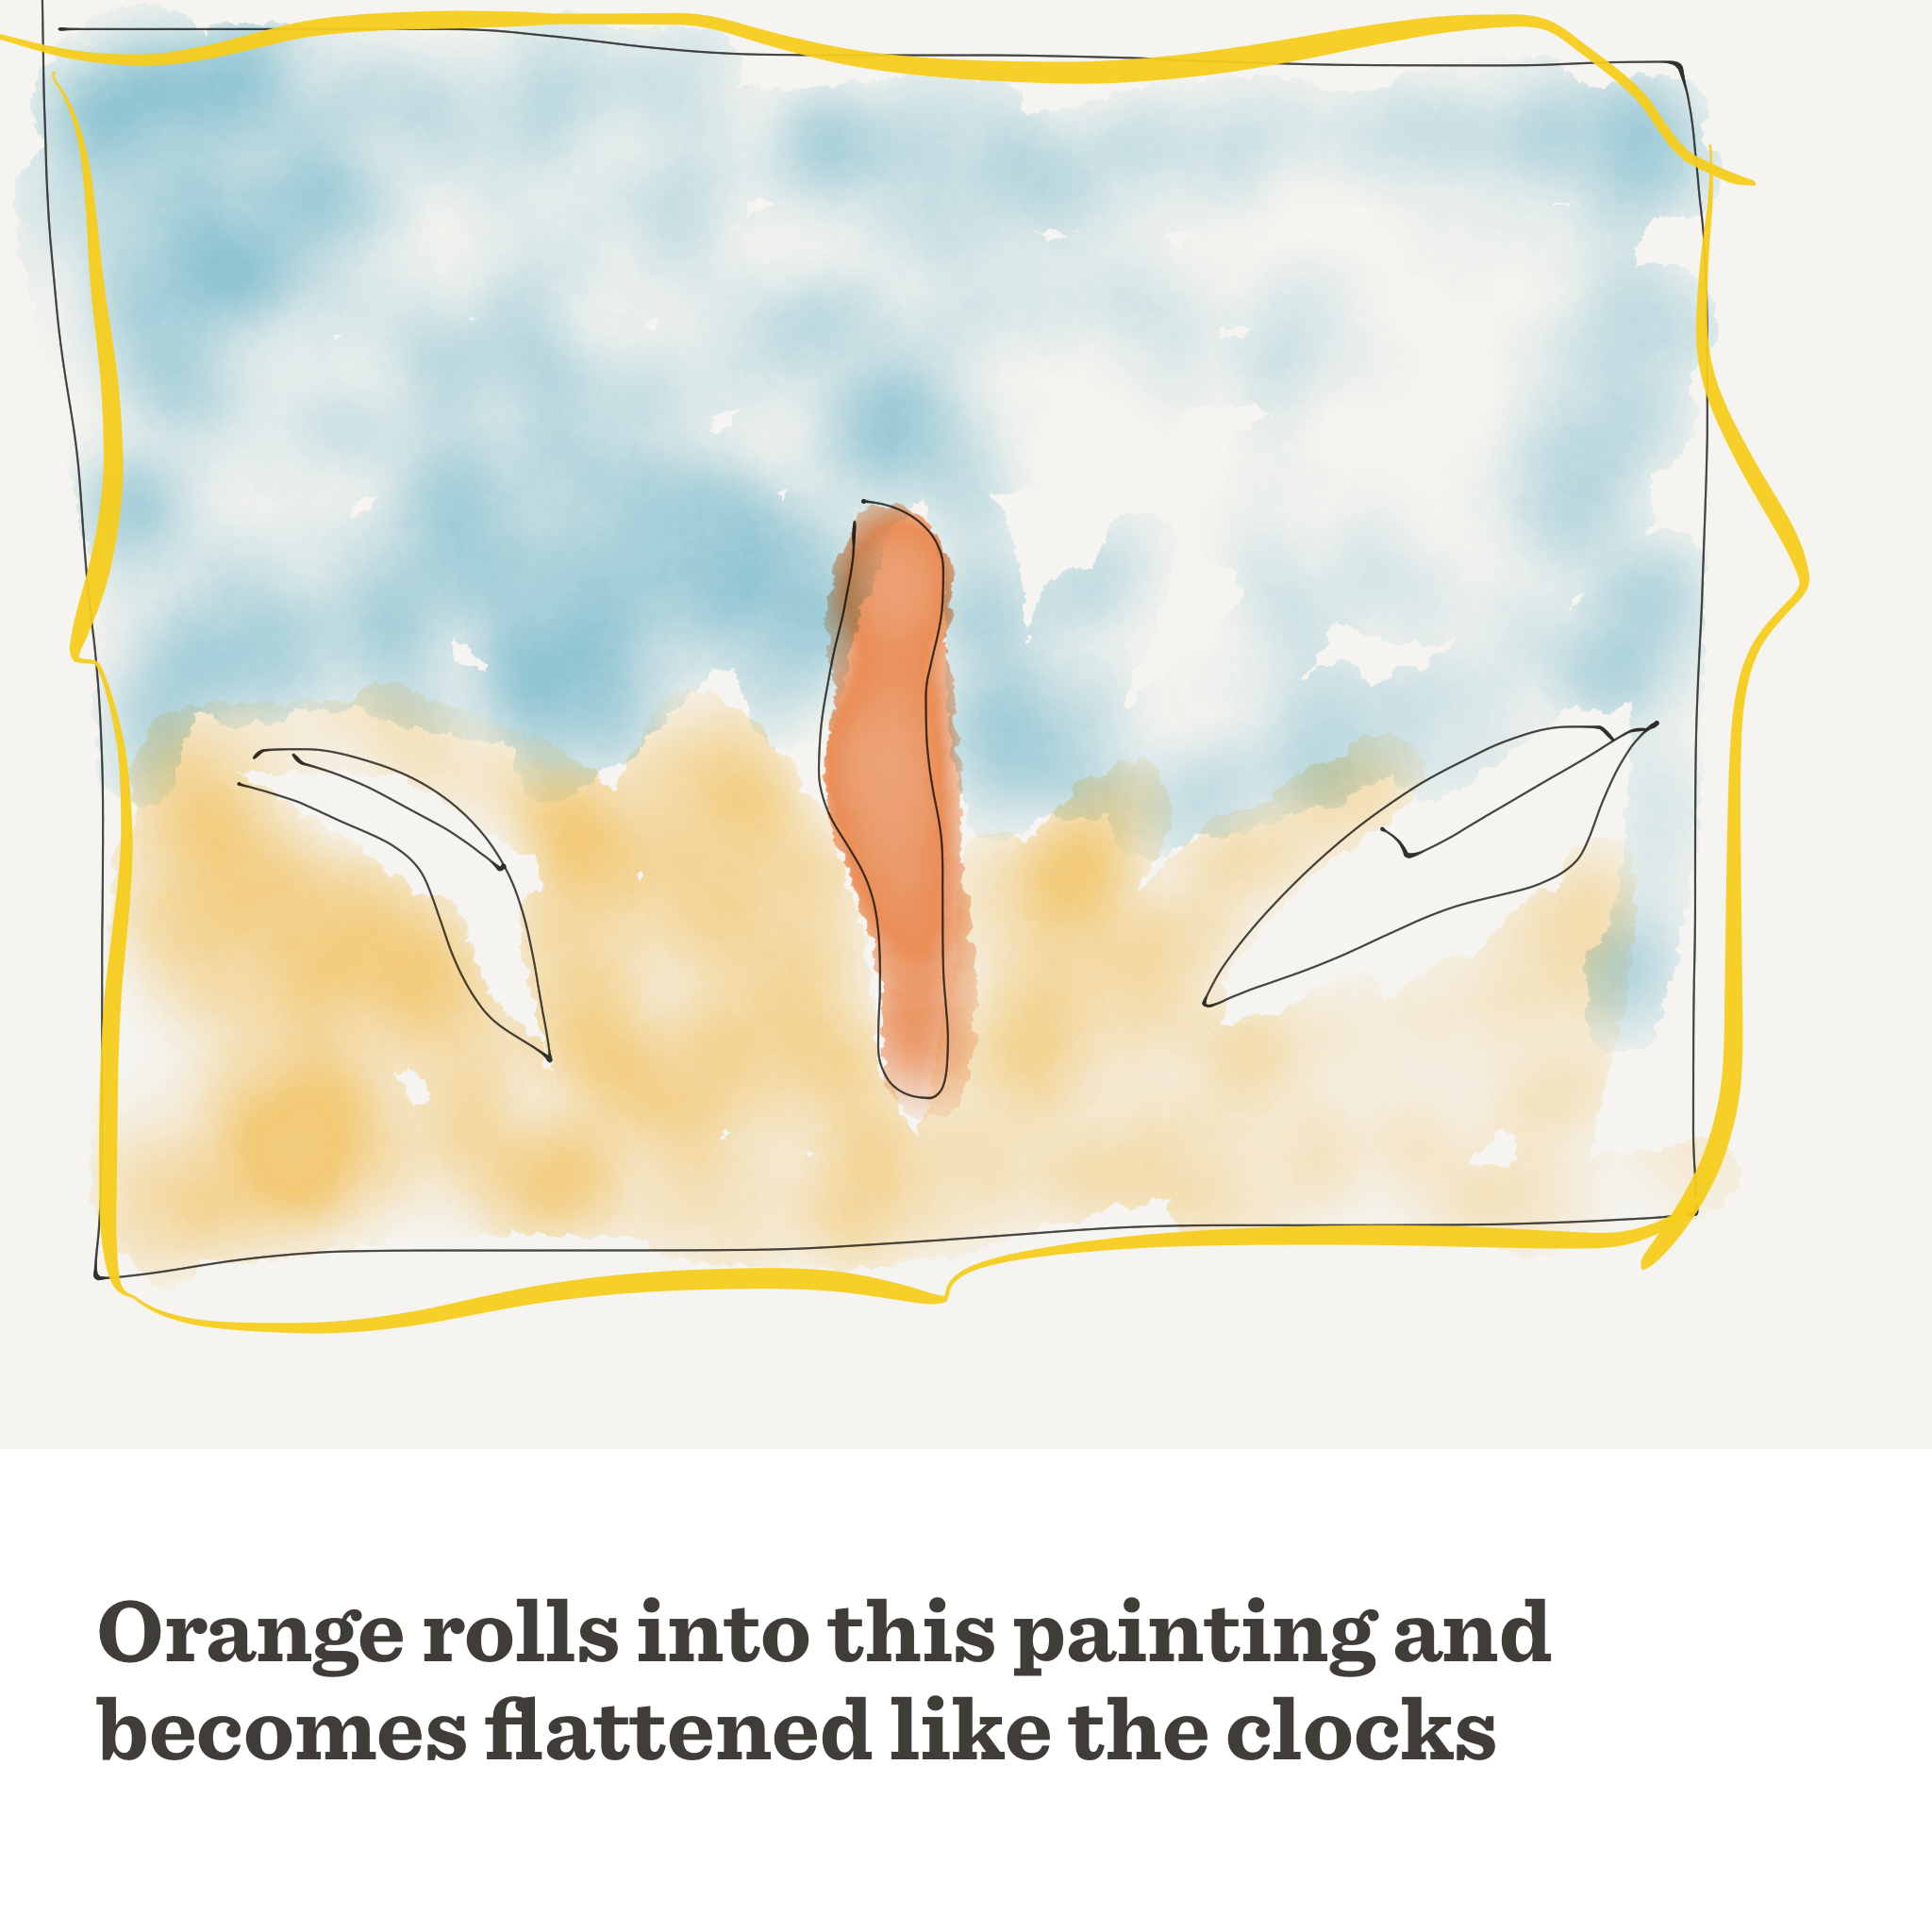 Orange rolls into this painting and
becomes flattened like the clocks